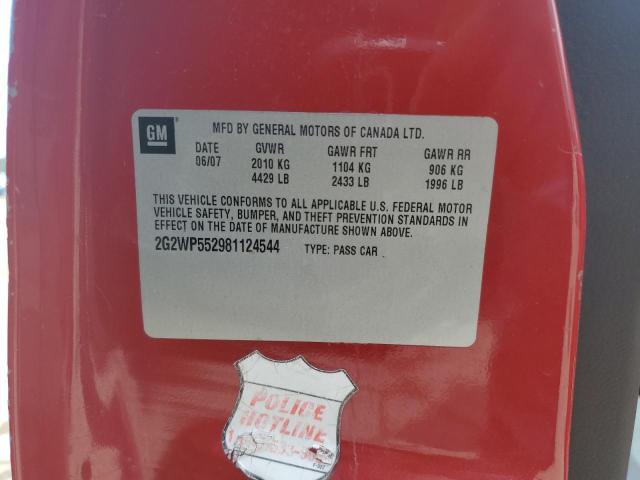 GM
MFD BY GENERAL MOTORS OF CANADA LTD.
DATE GVWR GAWR FRT GAWR RR
06/07 2010 KG 1104 KG 906 KG
4429 LB 2433 LB 1996 LB
THIS VEHICLE CONFORMS TO ALL APPLICABLE U.S. FEDERAL MOTOR
VEHICLE SAFETY, BUMPER, AND THEFT PREVENTION STANDARDS IN
EFFECT ON THE DATE OF MANUFACTURE SHOWN ABOVE.
2G2WP552981124544 TYPE: PASS CAR
POLICE
HOTLINE